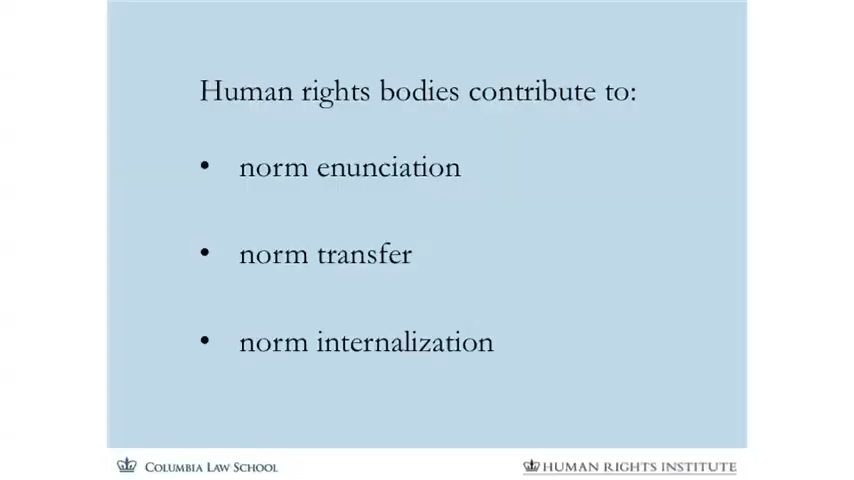 Human rights bodies contribute to:
• norm enunciation
• norm transfer
• norm internalization
COLUMBIA LAW SCHOOL
HUMAN RIGHTS INSTITUTE